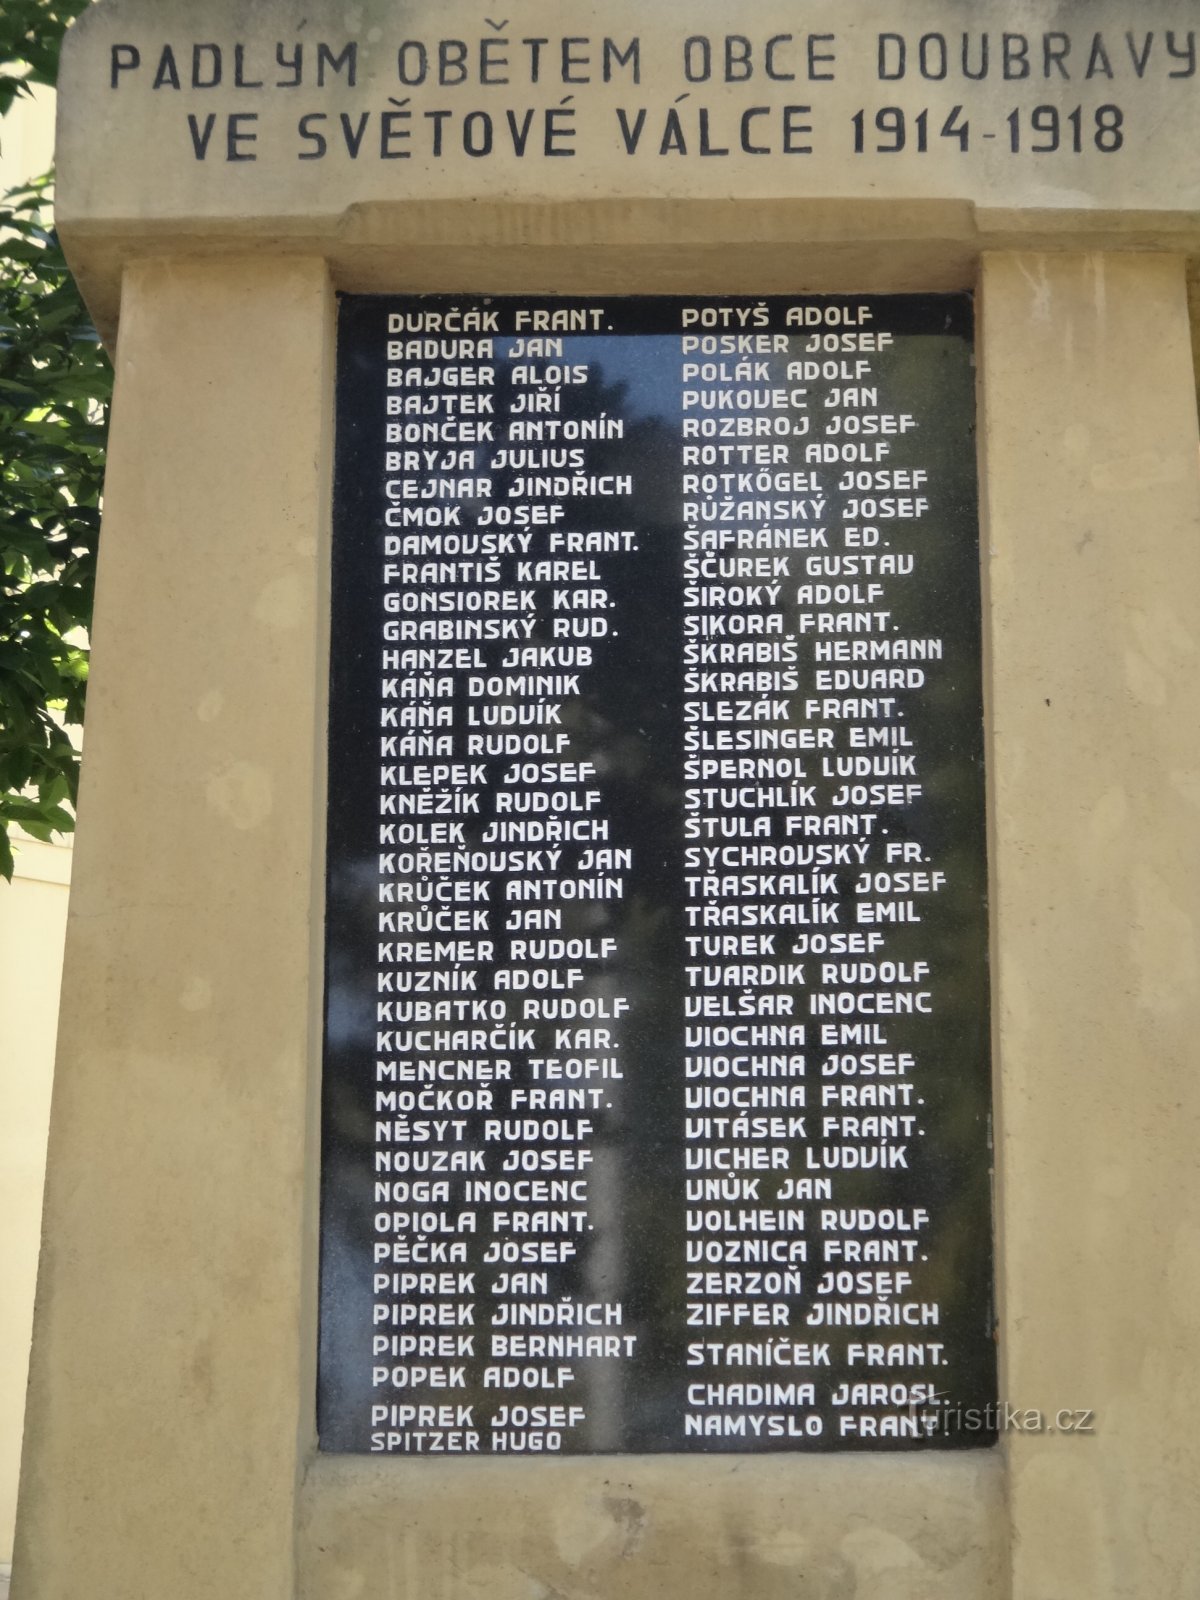 PADLÝM OBĚTEM OBCE DOUBRAVY
VE SVĚTOVÉ VÁLCE 1914-1918
DURČÁK FRANT.
BADURA JAN
BAJGER ALOIS
BAJTEK JIŘÍ
BONČEK ANTONÍN
BRYJA JULIUS
CEJNAR JINDŘICH
ČMOK JOSEF
DAMOVSKÝ FRANT.
FRANTIŠ KAREL
GONSIOREK KAR.
GRABINSKÝ RUD.
HANZEL JAKUB
KÁŇA DOMINIK
KÁŇA LUDVÍK
KÁŇA RUDOLF
KLEPEK JOSEF
KNĚŽÍK RUDOLF
KOLEK JINDŘICH
KOŘEŇOVSKÝ JAN
KRŮČEK ANTONÍN
KRŮČEK JAN
KREMER RUDOLF
KUZNÍK ADOLF
KUBATKO RUDOLF
KUCHARČÍK KAR.
MENCNER TEOFIL
MOČKOŘ FRANT.
NĚSYT RUDOLF
NOUZAK JOSEF
NOGA INOCENC
OPIOLA FRANT.
PĚČKA JOSEF
PIPREK JAN
PIPREK JINDŘICH
PIPREK BERNHART
POPEK ADOLF
PIPREK JOSEF
SPITZER HUGO
POTYŠ ADOLF
POSKER JOSEF
POLÁK ADOLF
PUKOVEC JAN
ROZBROJ JOSEF
ROTTER ADOLF
ROTKŐGEL JOSEF
RŮŽANSKÝ JOSEF
ŠAFRÁNEK ED.
ŠČUREK GUSTAV
ŠIROKÝ ADOLF
SIKORA FRANT.
ŠKRABIŠ HERMANN
ŠKRABIŠ EDUARD
SLEZÁK FRANT.
ŠLESINGER EMIL
ŠPERNOL LUDVÍK
STUCHLÍK JOSEF
ŠTULA FRANT.
SYCHROVSKÝ FR.
TŘASKALÍK JOSEF
TŘASKALÍK EMIL
TUREK JOSEF
TVARDIK RUDOLF
VELŠAR INOCENC
VIOCHNA EMIL
VIOCHNA JOSEF
VIOCHNA FRANT.
VITÁSEK FRANT.
VICHER LUDVÍK
VNŮK JAN
VOLHEIN RUDOLF
VOZNICA FRANT.
ZERZOŇ JOSEF
ZIFFER JINDŘICH
STANÍČEK FRANT.
CHADIMA JAROSL.
NAMYSLO FRANT.
Turistika.cz